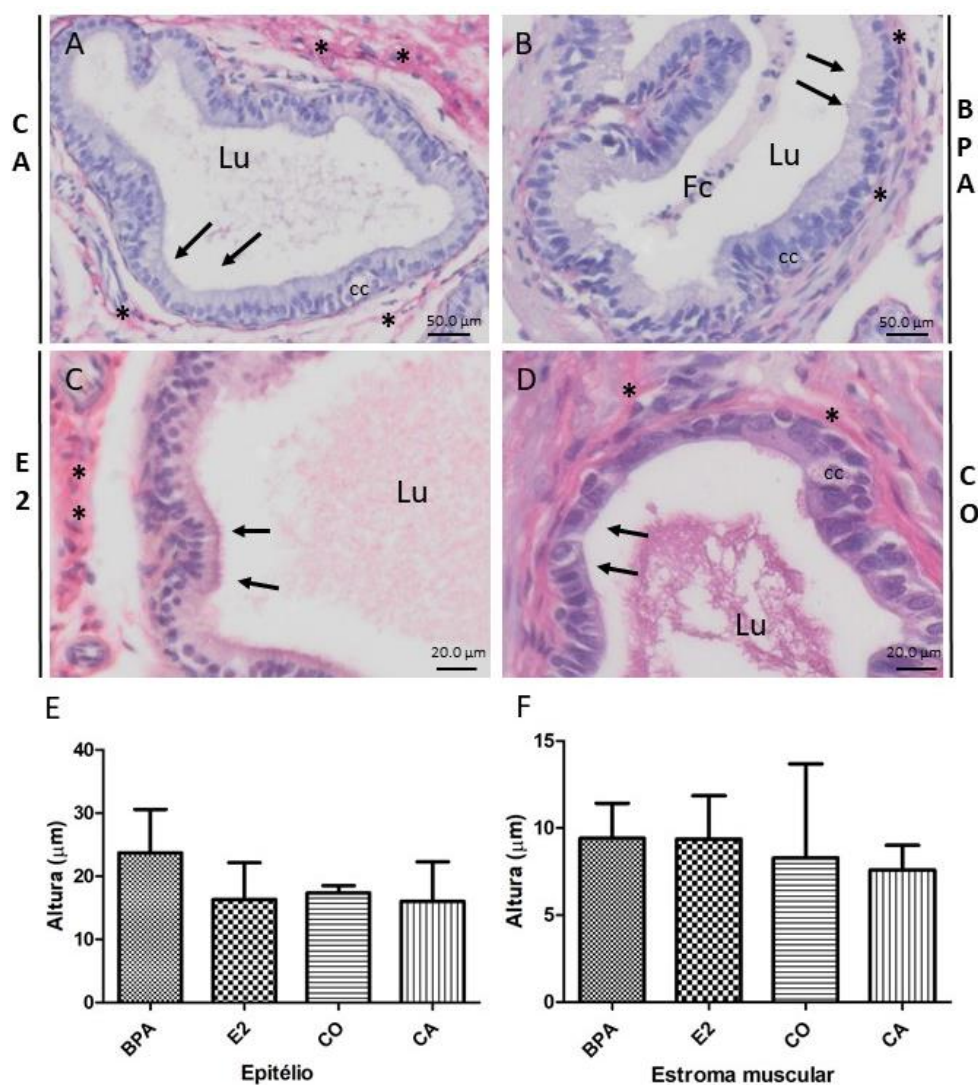 A
B
C A
Lu
Lu
Fc
B P A
cc
cc
* *
* *
*
*
50.0 µm
50.0 µm
C
D
E 2
* *
Lu
* *
cc
Lu
C O
20.0 µm
20.0 µm
E
F
Altura (µm)
40
30
20
10
0
BPA E2 CO CA
Epitélio
Altura (µm)
15
10
5
0
BPA E2 CO CA
Estroma muscular